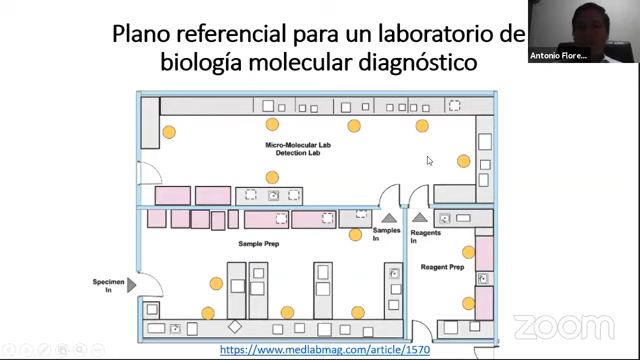 Plano referencial para un laboratorio de
biología molecular diagnóstico
Antonio Flore...
Micro-Molecular Lab
Detection Lab
Samples
In
Reagents
In
Sample Prep
Reagent Prep
Specimen
In
zoom
https://www.medlabmag.com/article/1570